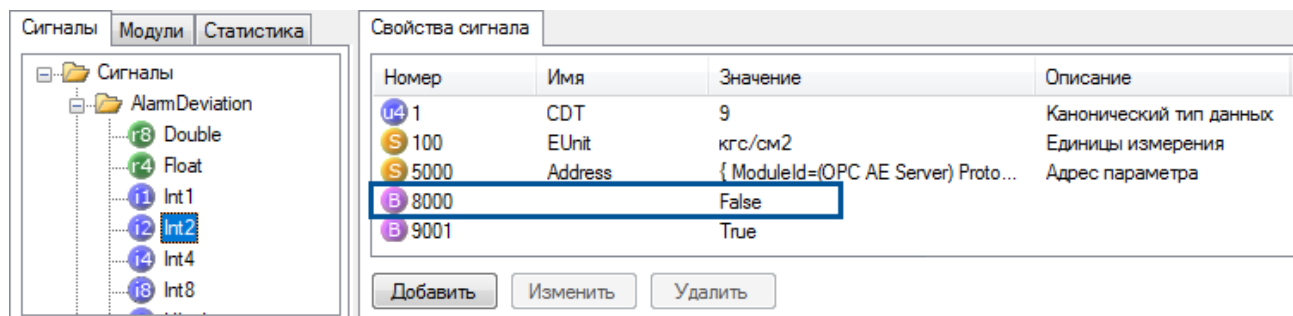 Сигналы Модули Статистика Свойства сигнала
Сигналы
AlarmDeviation
r8 Double
r4 Float
i1 Int1
i2 Int2
i4 Int4
i8 Int8
Номер Имя Значение Описание
u4 1 CDT 9 Канонический тип данных
S 100 EUnit кгс/см2 Единицы измерения
S 5000 Address { ModuleId=(OPC AE Server) Proto... Адрес параметра
B 8000 False
B 9001 True
Добавить Изменить Удалить